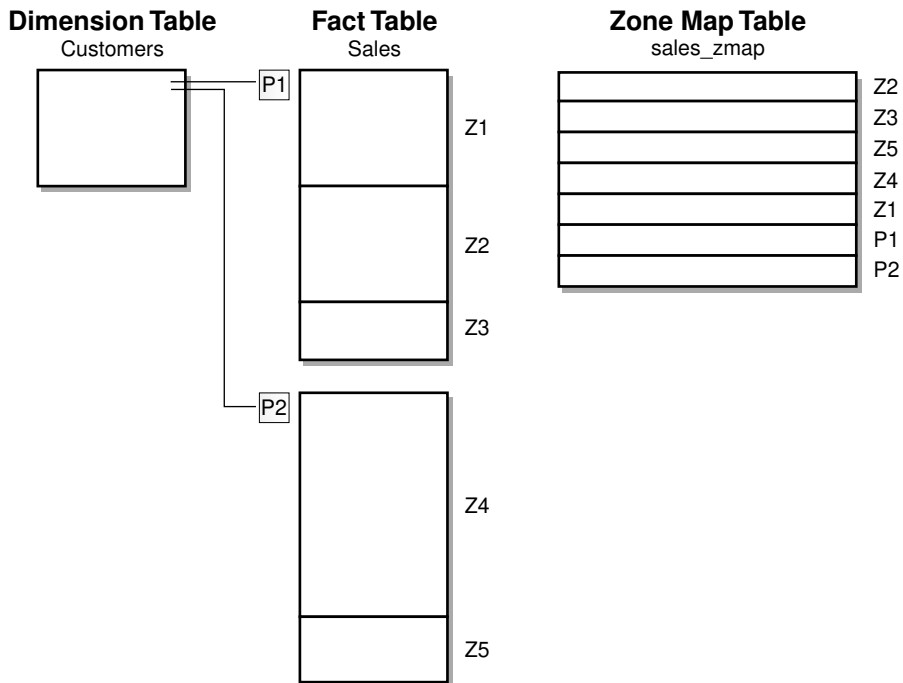 Dimension Table
Customers
Fact Table
Sales
Zone Map Table
sales_zmap
P1
Z1
Z2
Z3
P2
Z4
Z5
Z2
Z3
Z5
Z4
Z1
P1
P2